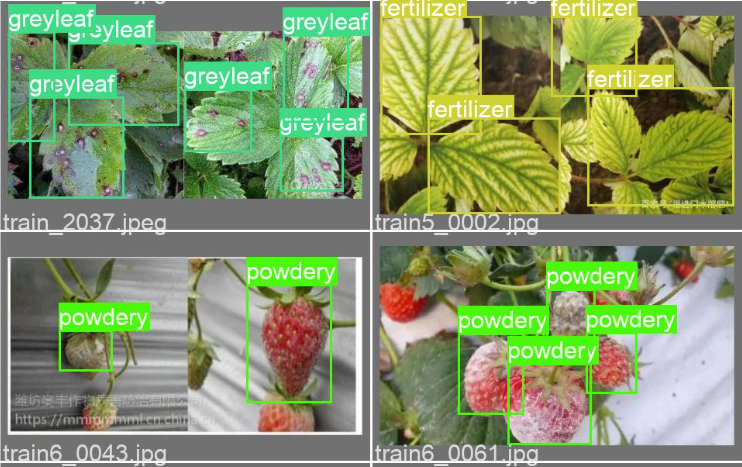 greyleaf
greyleaf
greyleaf
greyleaf
greyleaf
greyleaf
train_2037.jpeg
fertilizer
fertilizer
fertilizer
fertilizer
train5_0002.jpg
powdery
powdery
train6_0043.jpg
powdery
powdery
powdery
powdery
train6_0061.jpg